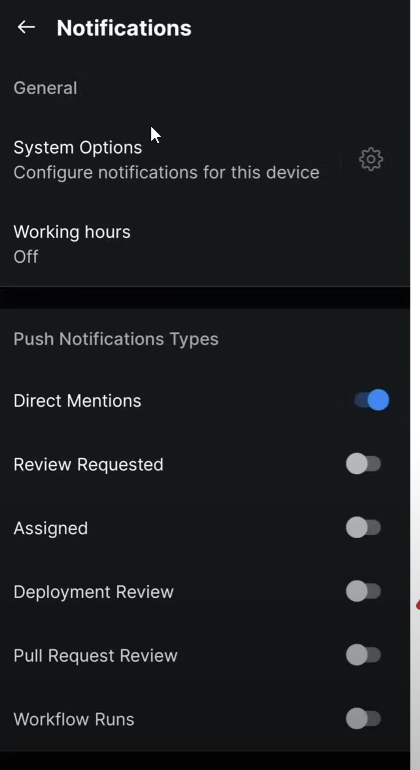 Notifications
General
System Options
Configure notifications for this device
Working hours
Off
Push Notifications Types
Direct Mentions
Review Requested
Assigned
Deployment Review
Pull Request Review
Workflow Runs